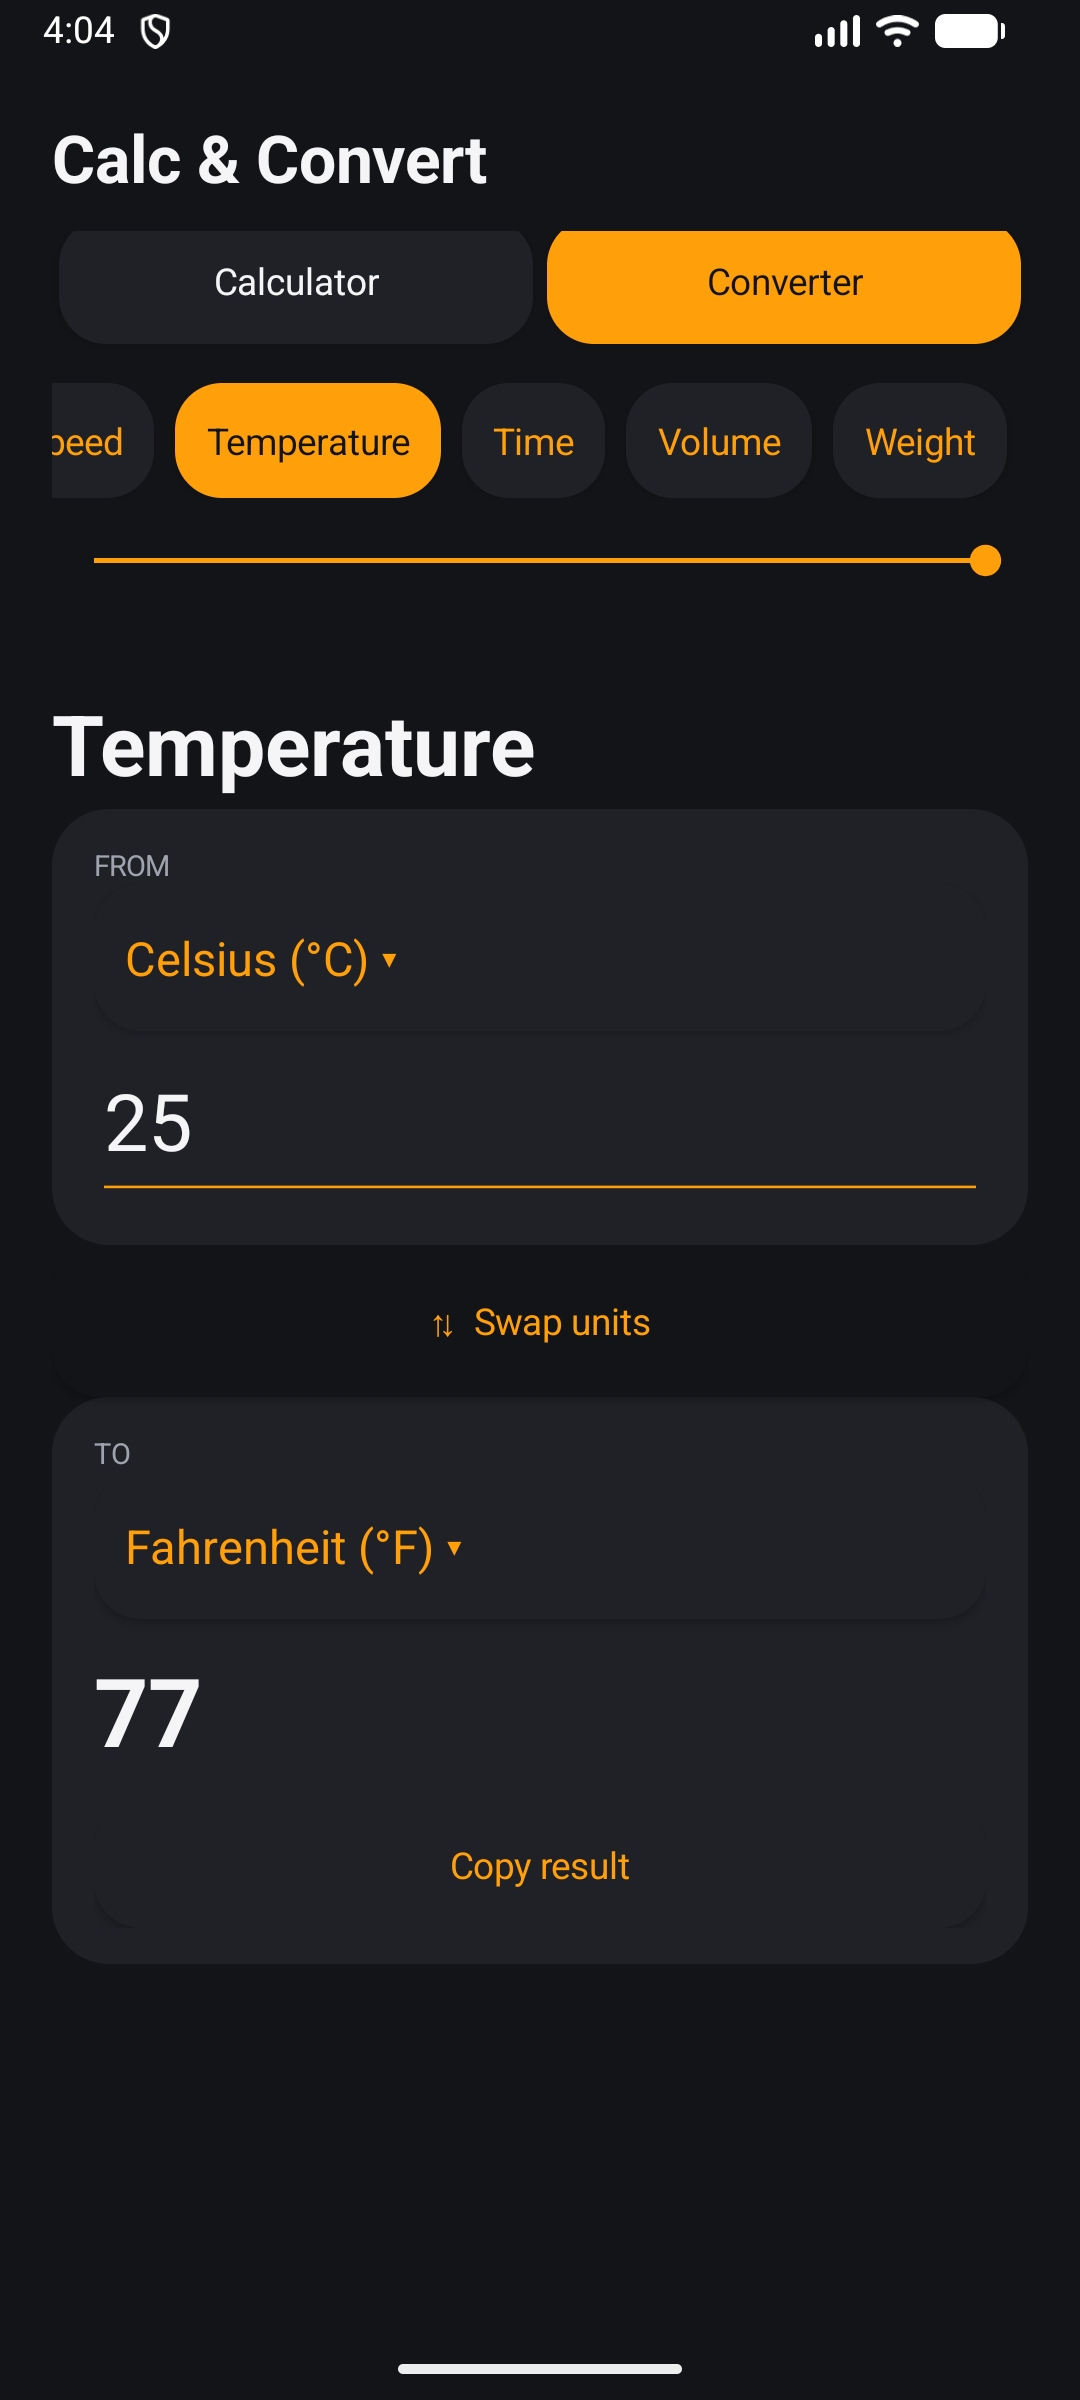 4:04
Calc & Convert
Calculator Converter
peed Temperature Time Volume Weight
Temperature
FROM
Celsius (°C) ▾
25
⇅ Swap units
TO
Fahrenheit (°F) ▾
77
Copy result